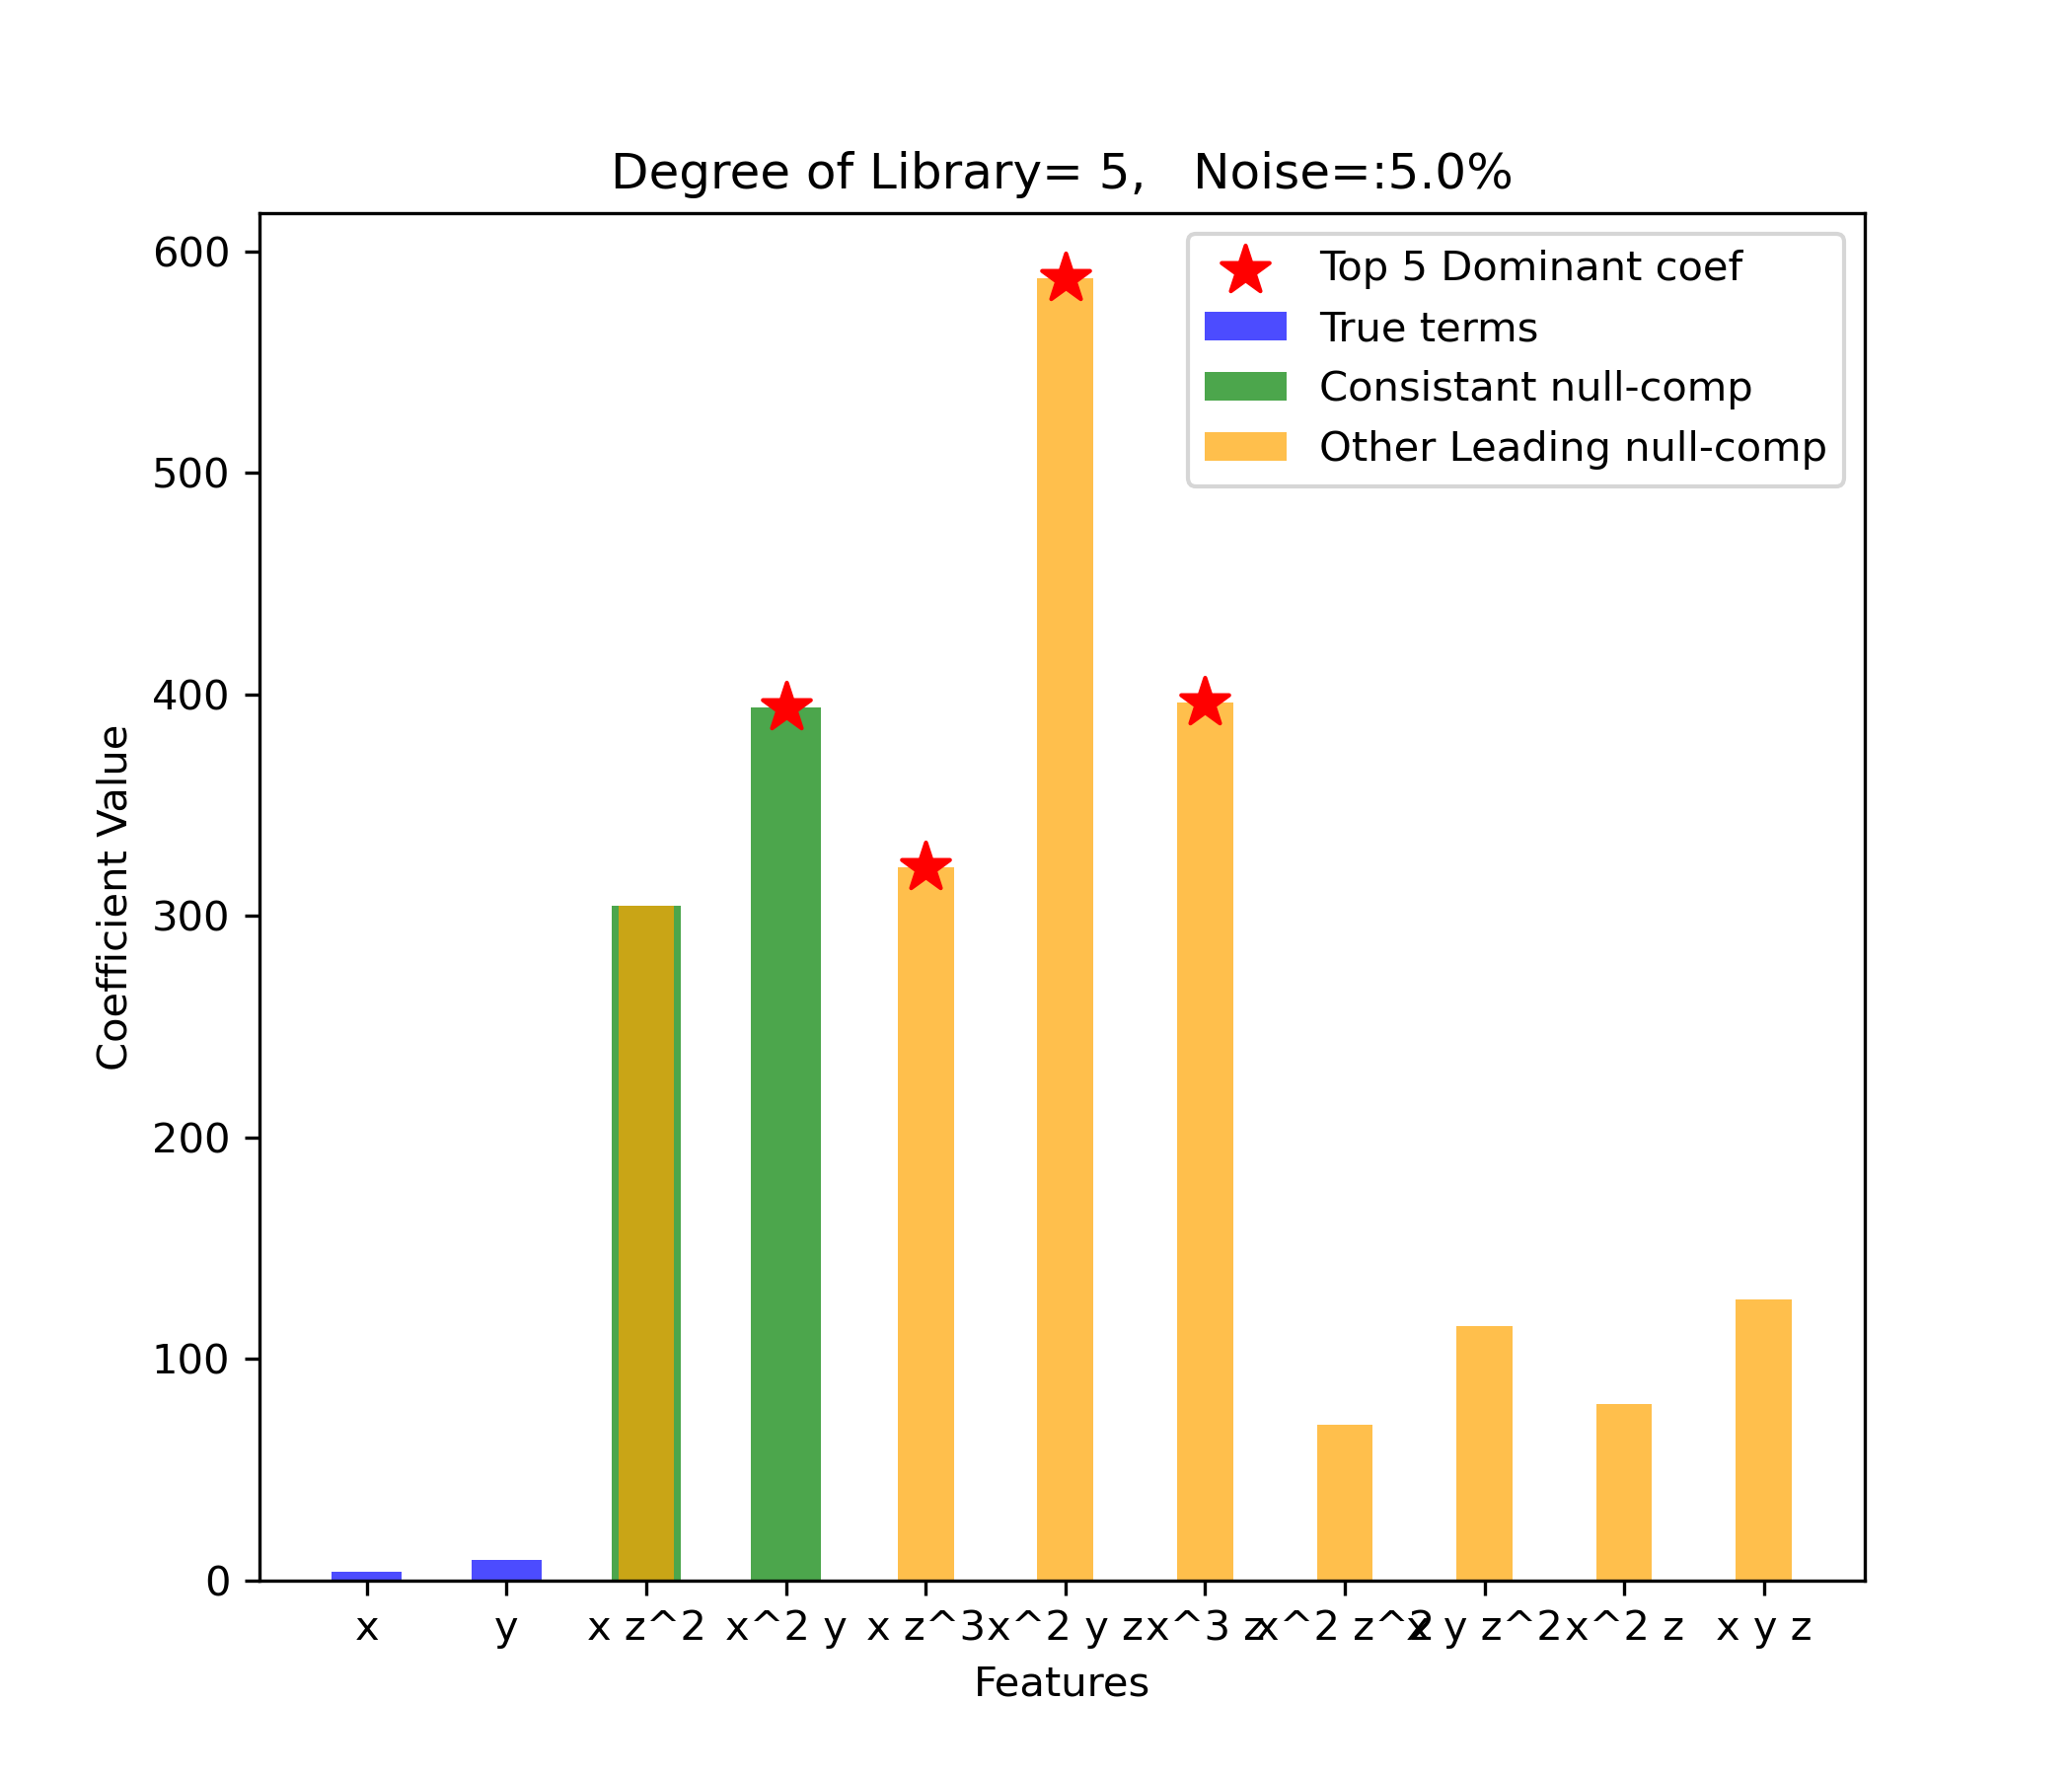 Degree of Library= 5,   Noise=:5.0%
Top 5 Dominant coef
True terms
Consistant null-comp
Other Leading null-comp
600
500
400
300
200
100
0
Coefficient Value
x y x z^2 x^2 y x z^3 x^2 y z x^3 z x^2 z^2 x y z^2 x^2 z x y z
Features